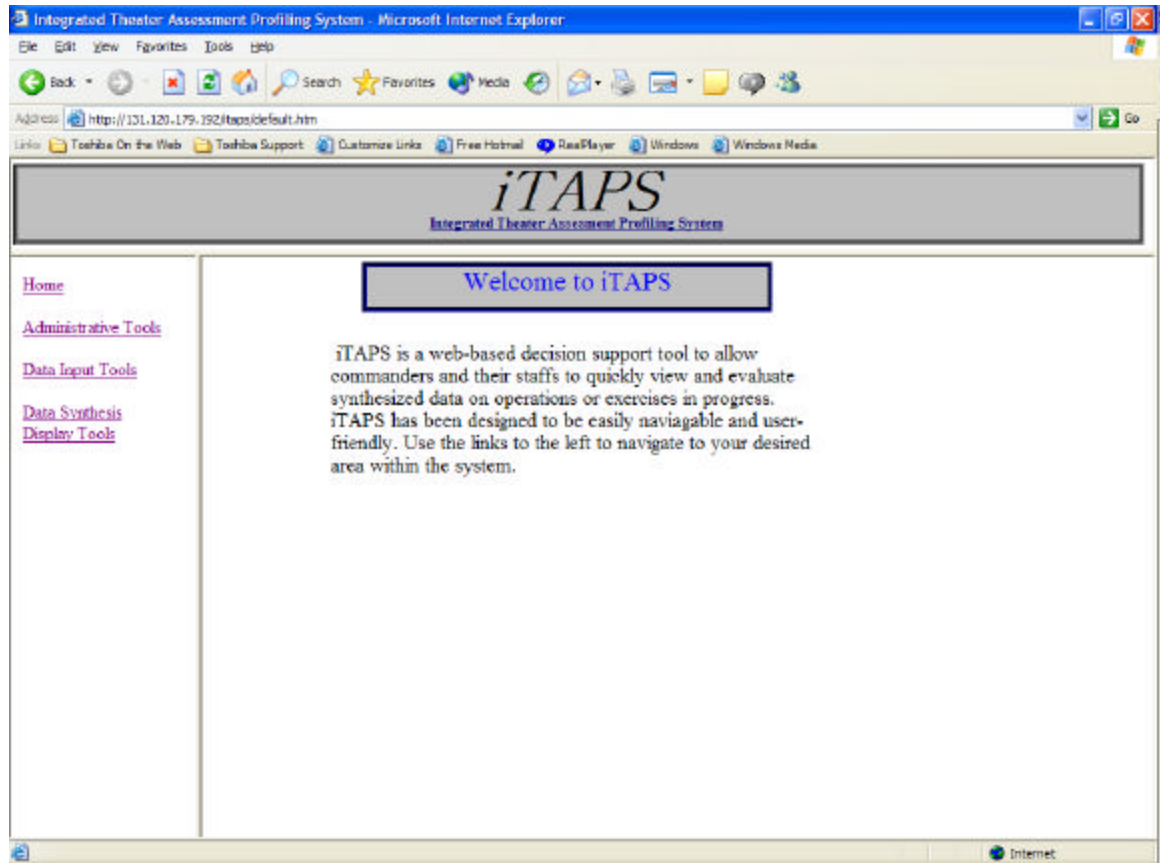 Integrated Theater Assessment Profiling System - Microsoft Internet Explorer
File Edit View Favorites Tools Help
Back Search Favorites Media
Address http://131.120.179.192/itaps/default.htm Go
Links Toshiba On the Web Toshiba Support Customize Links Free Hotmail RealPlayer Windows Windows Media
iTAPS
Integrated Theater Assessment Profiling System
Home
Administrative Tools
Data Input Tools
Data Synthesis
Display Tools
Welcome to iTAPS
iTAPS is a web-based decision support tool to allow
commanders and their staffs to quickly view and evaluate
synthesized data on operations or exercises in progress.
iTAPS has been designed to be easily naviagable and user-
friendly. Use the links to the left to navigate to your desired
area within the system.
Internet